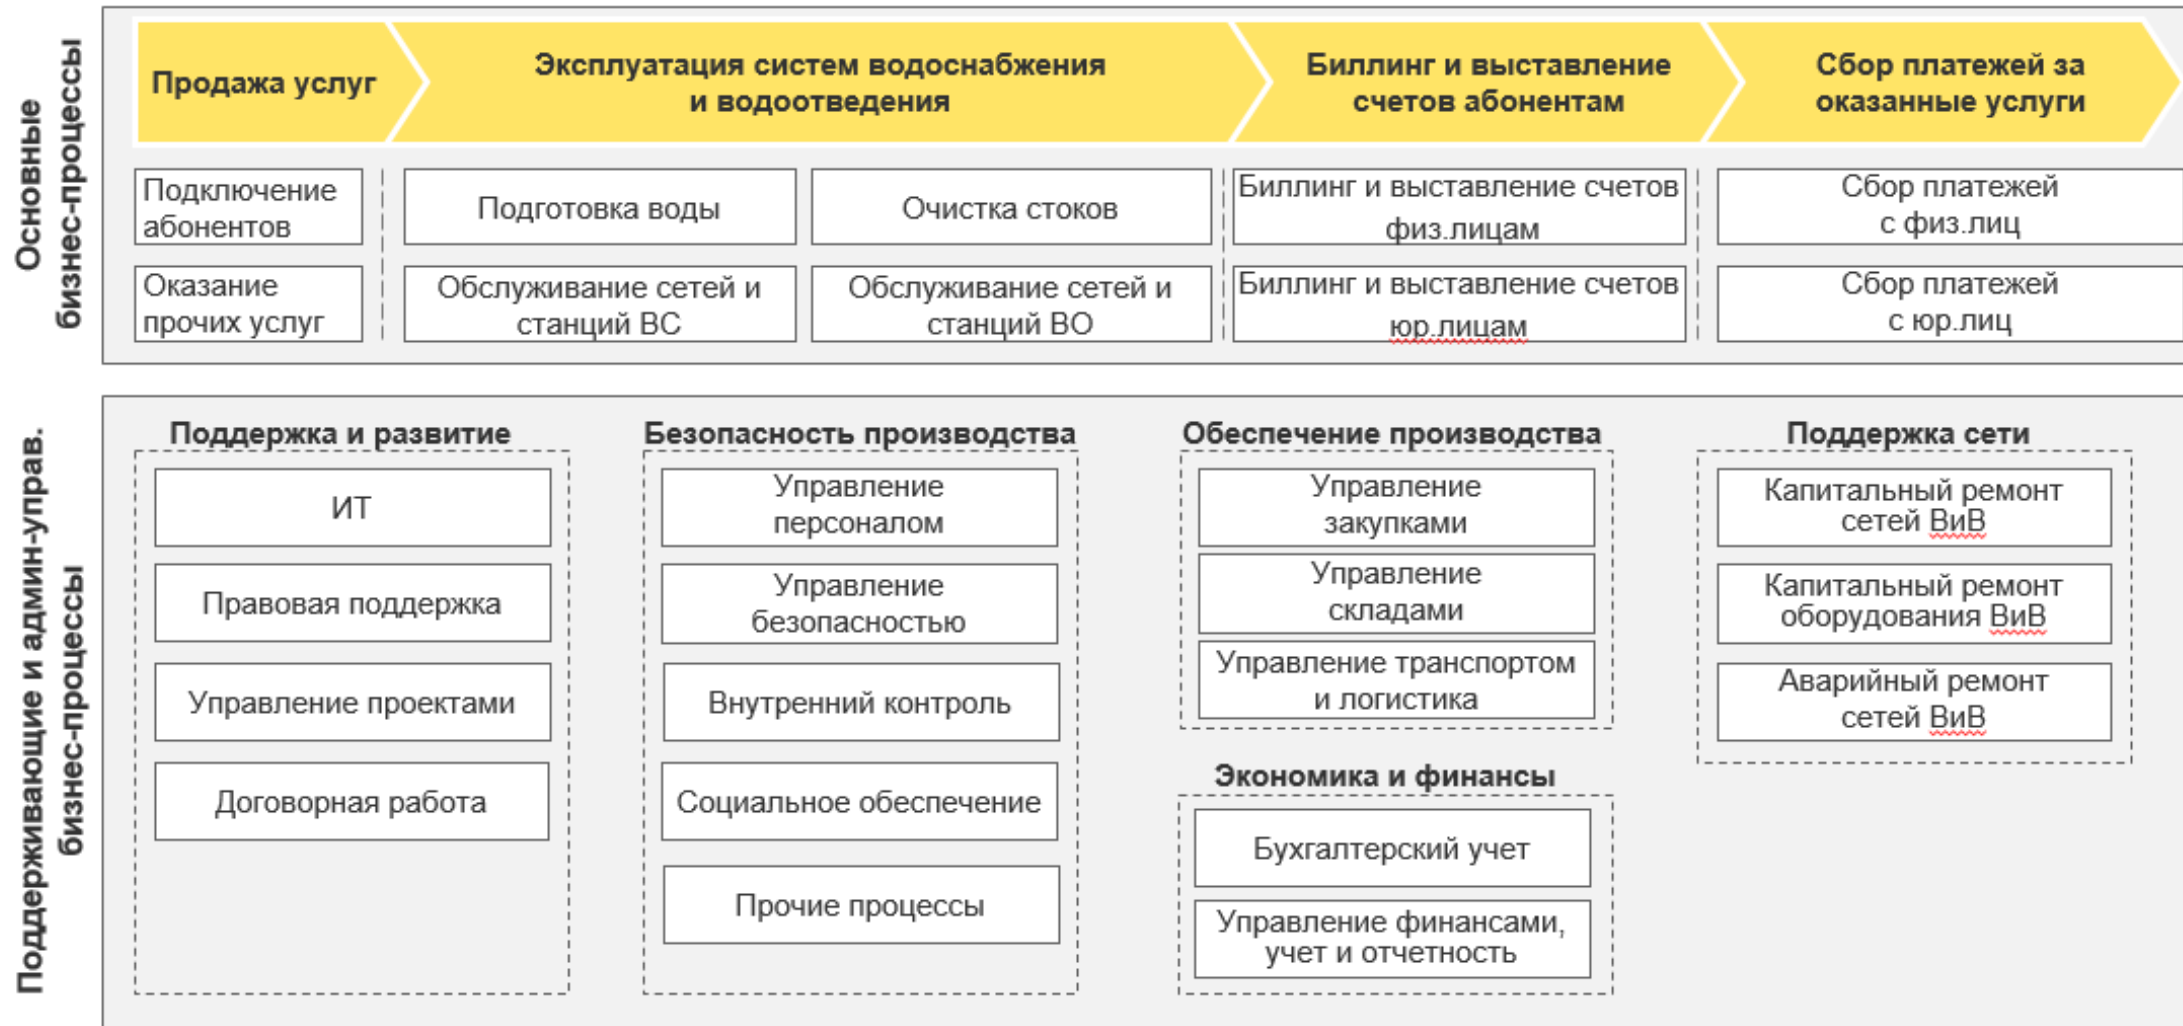 Основные
бизнес-процессы
Продажа услуг
Эксплуатация систем водоснабжения
и водоотведения
Биллинг и выставление
счетов абонентам
Сбор платежей за
оказанные услуги
Подключение
абонентов
Подготовка воды
Очистка стоков
Биллинг и выставление счетов
физ.лицам
Сбор платежей
с физ.лиц
Оказание
прочих услуг
Обслуживание сетей и
станций ВС
Обслуживание сетей и
станций ВО
Биллинг и выставление счетов
юр.лицам
Сбор платежей
с юр.лиц
Поддерживающие и админ-управ.
бизнес-процессы
Поддержка и развитие
ИТ
Правовая поддержка
Управление проектами
Договорная работа
Безопасность производства
Управление
персоналом
Управление
безопасностью
Внутренний контроль
Социальное обеспечение
Прочие процессы
Обеспечение производства
Управление
закупками
Управление
складами
Управление транспортом
и логистика
Экономика и финансы
Бухгалтерский учет
Управление финансами,
учет и отчетность
Поддержка сети
Капитальный ремонт
сетей ВиВ
Капитальный ремонт
оборудования ВиВ
Аварийный ремонт
сетей ВиВ